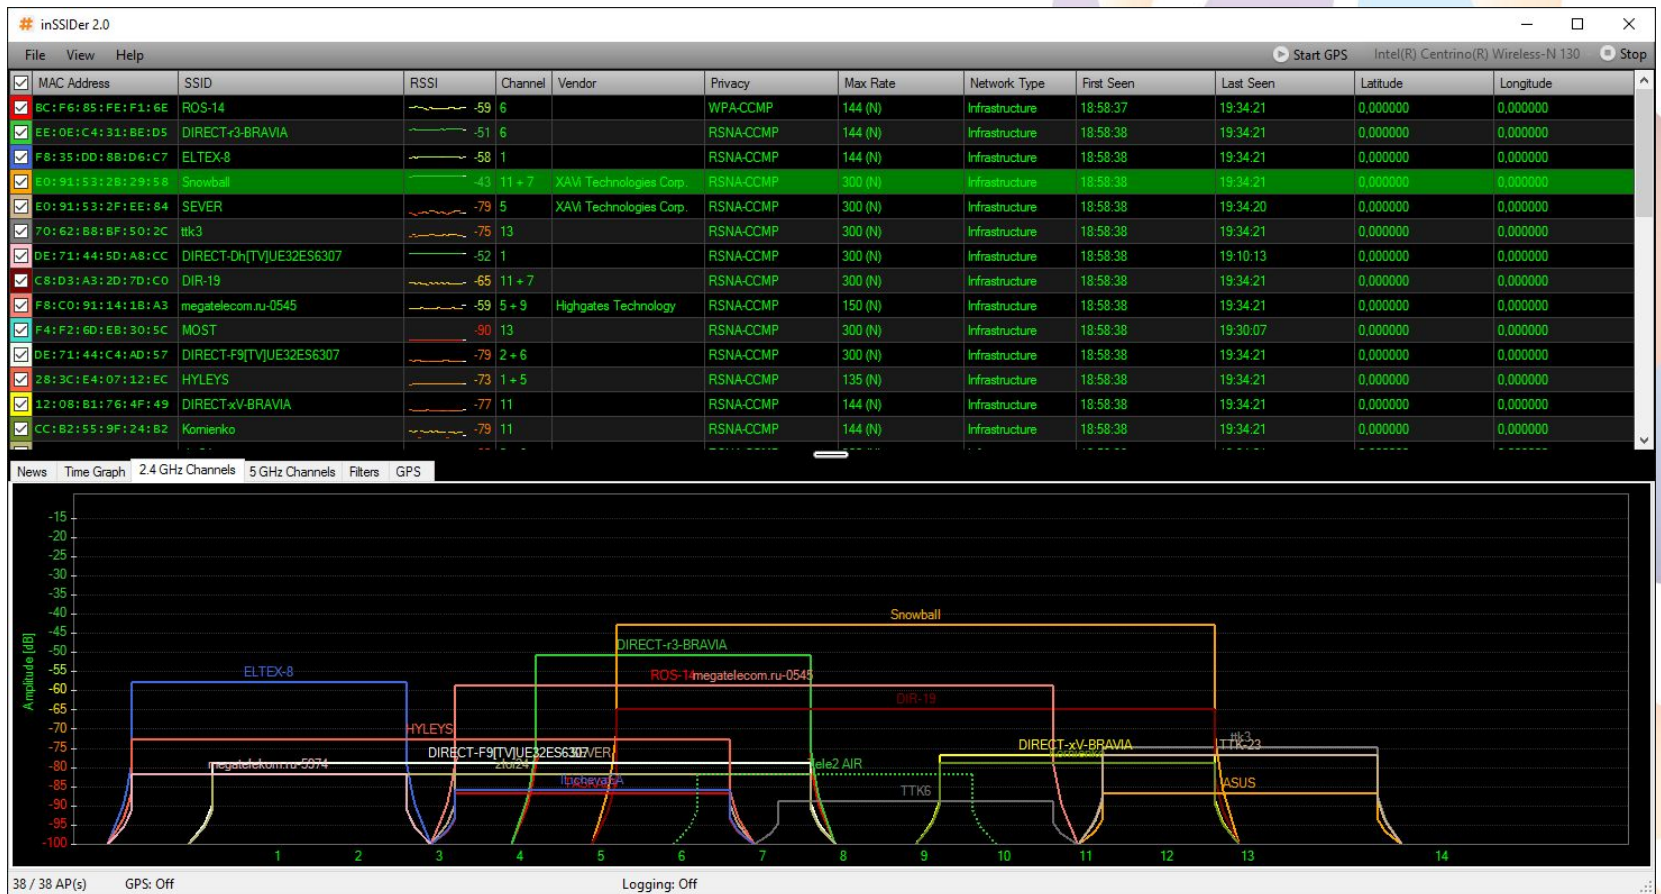 inSSIDer 2.0
File View Help Start GPS Intel(R) Centrino(R) Wireless-N 130 Stop
MAC Address SSID RSSI Channel Vendor Privacy Max Rate Network Type First Seen Last Seen Latitude Longitude
BC:F6:85:FE:F1:6E ROS-14 -59 6 WPA-CCMP 144 (N) Infrastructure 18:58:37 19:34:21 0,000000 0,000000
EE:0E:C4:31:BE:D5 DIRECT-r3-BRAVIA -51 6 RSNA-CCMP 144 (N) Infrastructure 18:58:38 19:34:21 0,000000 0,000000
F8:35:DD:8B:D6:C7 ELTEX-8 -58 1 RSNA-CCMP 144 (N) Infrastructure 18:58:38 19:34:21 0,000000 0,000000
E0:91:53:2B:29:58 Snowball -43 11 + 7 XAVi Technologies Corp. RSNA-CCMP 300 (N) Infrastructure 18:58:38 19:34:21 0,000000 0,000000
E0:91:53:2F:EE:84 SEVER -79 5 XAVi Technologies Corp. RSNA-CCMP 300 (N) Infrastructure 18:58:38 19:34:20 0,000000 0,000000
70:62:B8:BF:50:2C ttk3 -75 13 RSNA-CCMP 300 (N) Infrastructure 18:58:38 19:34:21 0,000000 0,000000
DE:71:44:5D:A8:CC DIRECT-Dh[TV]UE32ES6307 -52 1 RSNA-CCMP 300 (N) Infrastructure 18:58:38 19:10:13 0,000000 0,000000
C8:D3:A3:2D:7D:C0 DIR-19 -65 11 + 7 RSNA-CCMP 300 (N) Infrastructure 18:58:38 19:34:21 0,000000 0,000000
F8:C0:91:14:1B:A3 megatelecom.ru-0545 -59 5 + 9 Highgates Technology RSNA-CCMP 150 (N) Infrastructure 18:58:38 19:34:21 0,000000 0,000000
F4:F2:6D:EB:30:5C MOST -90 13 RSNA-CCMP 300 (N) Infrastructure 18:58:38 19:30:07 0,000000 0,000000
DE:71:44:C4:AD:57 DIRECT-F9[TV]UE32ES6307 -79 2 + 6 RSNA-CCMP 300 (N) Infrastructure 18:58:38 19:34:21 0,000000 0,000000
28:3C:E4:07:12:EC HYLEYS -73 1 + 5 RSNA-CCMP 135 (N) Infrastructure 18:58:38 19:34:21 0,000000 0,000000
12:08:B1:76:4F:49 DIRECT-xV-BRAVIA -77 11 RSNA-CCMP 144 (N) Infrastructure 18:58:38 19:34:21 0,000000 0,000000
CC:B2:55:9F:24:B2 Kornienko -79 11 RSNA-CCMP 144 (N) Infrastructure 18:58:38 19:34:21 0,000000 0,000000
News Time Graph 2.4 GHz Channels 5 GHz Channels Filters GPS
Amplitude [dB]
-15
-20
-25
-30
-35
-40
-45
-50
-55
-60
-65
-70
-75
-80
-85
-90
-95
-100
Snowball
DIRECT-r3-BRAVIA
ELTEX-8
ROS-14 megatelecom.ru-0545
DIR-19
HYLEYS
ttk3
DIRECT-F9[TV]UE32ES6307 SEVER DIRECT-xV-BRAVIA TTK-23
Kornienko
megatelekom.ru-5974 Tele2 AIR
ASUS
TTK6
1 2 3 4 5 6 7 8 9 10 11 12 13 14
38 / 38 AP(s) GPS: Off Logging: Off